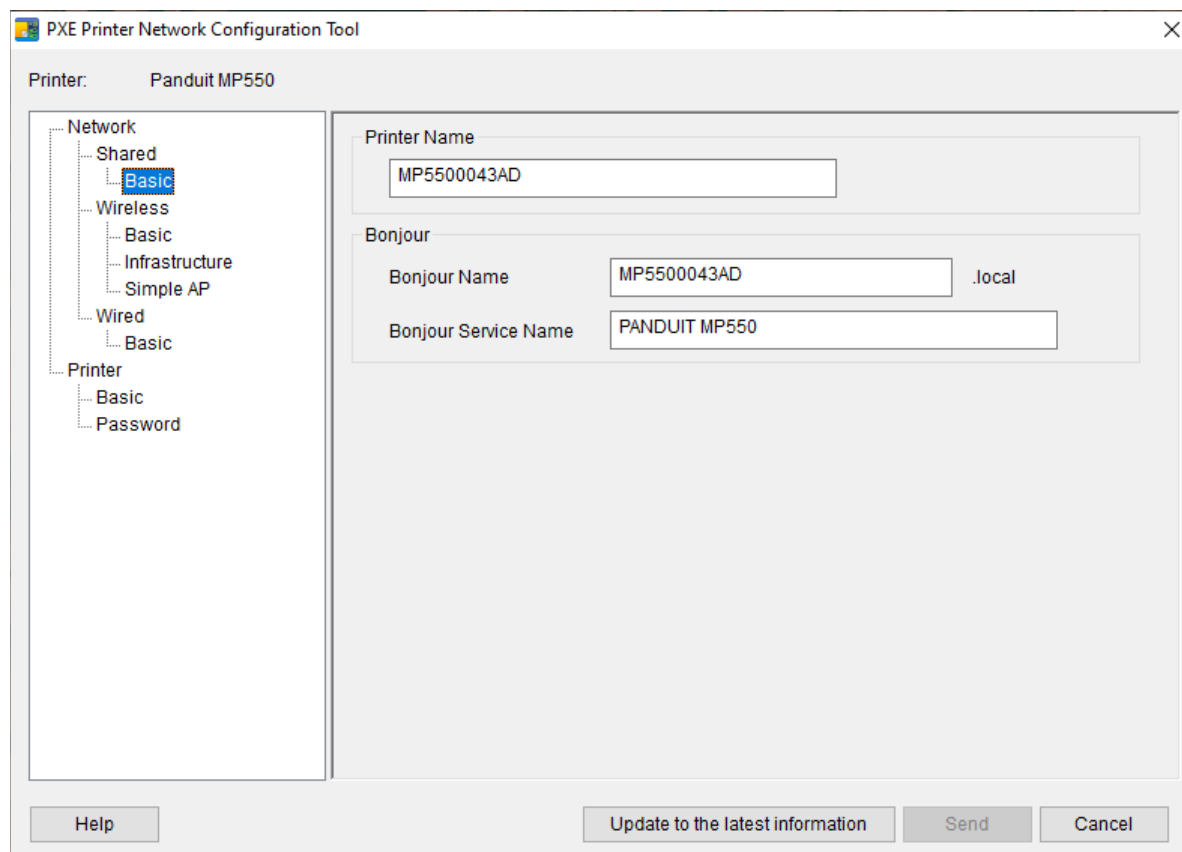 PXE Printer Network Configuration Tool
Printer: Panduit MP550
Network
Shared
Basic
Wireless
Basic
Infrastructure
Simple AP
Wired
Basic
Printer
Basic
Password
Printer Name
MP5500043AD
Bonjour
Bonjour Name MP5500043AD .local
Bonjour Service Name PANDUIT MP550
Help Update to the latest information Send Cancel